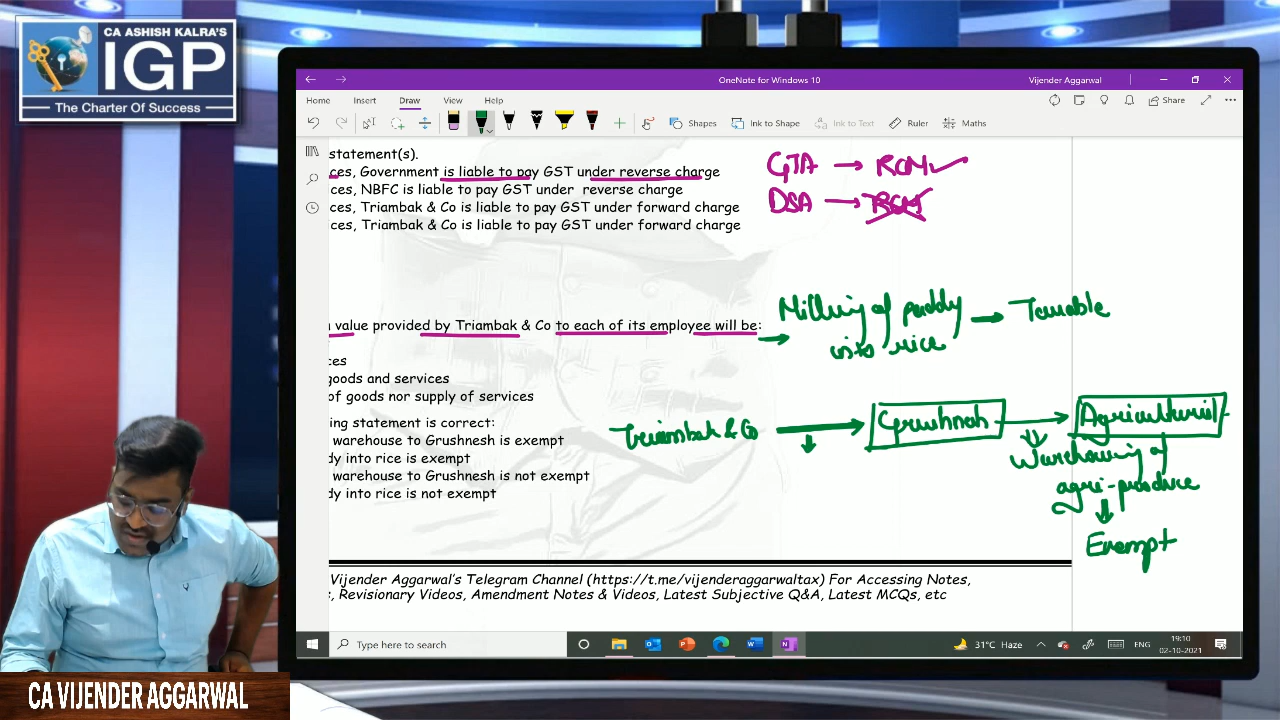 CA ASHISH KALRA'S
IGP
The Charter Of Success
OneNote for Windows 10
Vijender Aggarwal
Home Insert Draw View Help
Share
Shapes
Ink to Shape
Ink to Text
Ruler
Maths
statement(s).
ces, Government is liable to pay GST under reverse charge
ces, NBFC is liable to pay GST under reverse charge
ces, Triambak & Co is liable to pay GST under forward charge
ces, Triambak & Co is liable to pay GST under forward charge
GTA → RCM ✓
DSA → RCM
value provided by Triambak & Co to each of its employee will be:
→ Milling of paddy into rice → Taxable
ces
goods and services
of goods nor supply of services
ing statement is correct:
warehouse to Grushnesh is exempt
dy into rice is exempt
warehouse to Grushnesh is not exempt
dy into rice is not exempt
Triambak & Co → Grushnesh → Agriculturist
Warehousing of
agri-produce
Exempt
Vijender Aggarwal's Telegram Channel (https://t.me/vijenderaggarwaltax) For Accessing Notes,
, Revisionary Videos, Amendment Notes & Videos, Latest Subjective Q&A, Latest MCQs, etc
Type here to search
31°C Haze
ENG
19:10
02-10-2021
CA VIJENDER AGGARWAL